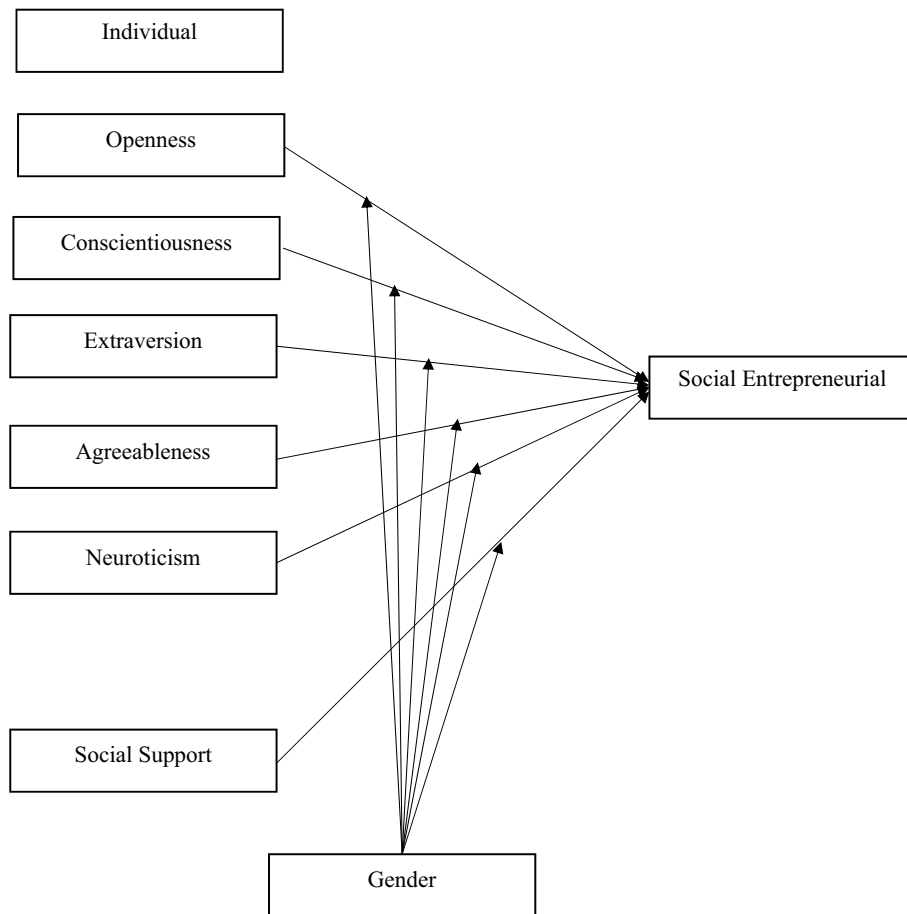 Individual
Openness
Conscientiousness
Extraversion
Social Entrepreneurial
Agreeableness
Neuroticism
Social Support
Gender